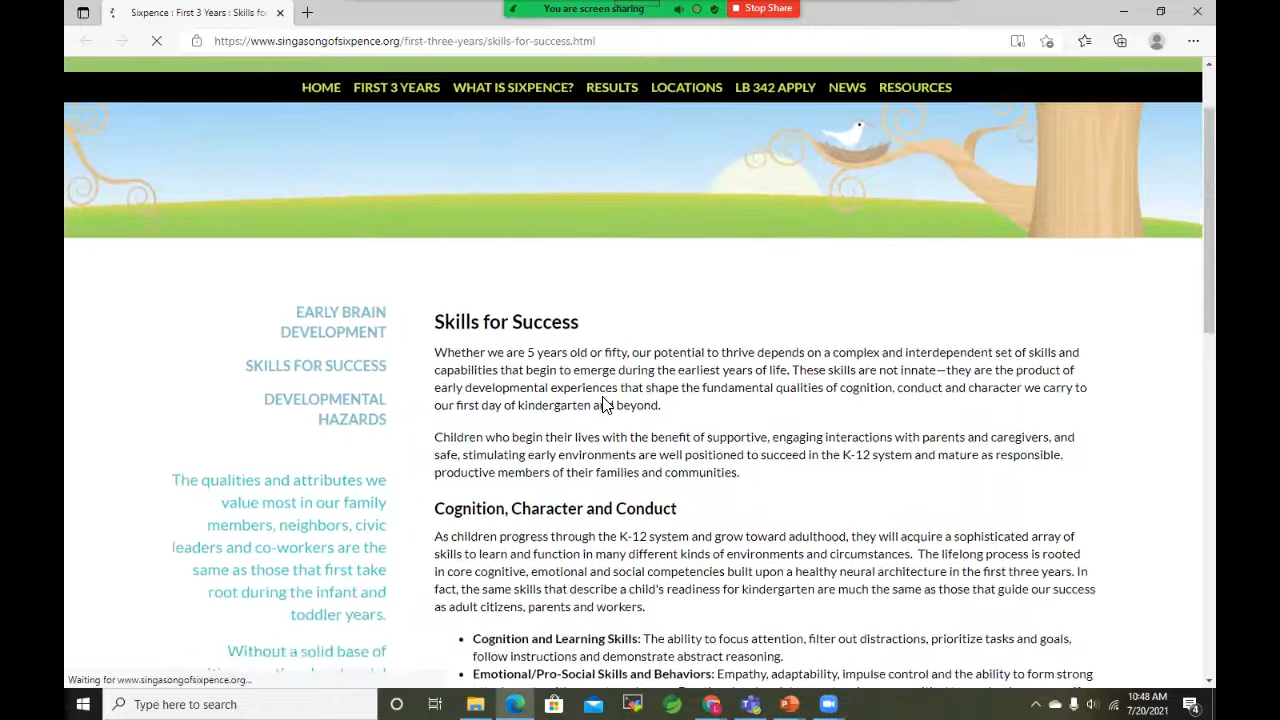 Sixpence : First 3 Years : Skills for
You are screen sharing
Stop Share
https://www.singasongofsixpence.org/first-three-years/skills-for-success.html
HOME FIRST 3 YEARS WHAT IS SIXPENCE? RESULTS LOCATIONS LB 342 APPLY NEWS RESOURCES
EARLY BRAIN
DEVELOPMENT
SKILLS FOR SUCCESS
DEVELOPMENTAL
HAZARDS
The qualities and attributes we
value most in our family
members, neighbors, civic
leaders and co-workers are the
same as those that first take
root during the infant and
toddler years.
Without a solid base of
Skills for Success
Whether we are 5 years old or fifty, our potential to thrive depends on a complex and interdependent set of skills and
capabilities that begin to emerge during the earliest years of life. These skills are not innate—they are the product of
early developmental experiences that shape the fundamental qualities of cognition, conduct and character we carry to
our first day of kindergarten and beyond.
Children who begin their lives with the benefit of supportive, engaging interactions with parents and caregivers, and
safe, stimulating early environments are well positioned to succeed in the K-12 system and mature as responsible,
productive members of their families and communities.
Cognition, Character and Conduct
As children progress through the K-12 system and grow toward adulthood, they will acquire a sophisticated array of
skills to learn and function in many different kinds of environments and circumstances. The lifelong process is rooted
in core cognitive, emotional and social competencies built upon a healthy neural architecture in the first three years. In
fact, the same skills that describe a child's readiness for kindergarten are much the same as those that guide our success
as adult citizens, parents and workers.
• Cognition and Learning Skills: The ability to focus attention, filter out distractions, prioritize tasks and goals,
follow instructions and demonstrate abstract reasoning.
• Emotional/Pro-Social Skills and Behaviors: Empathy, adaptability, impulse control and the ability to form strong
Waiting for www.singasongofsixpence.org...
Type here to search
10:48 AM
7/20/2021
4